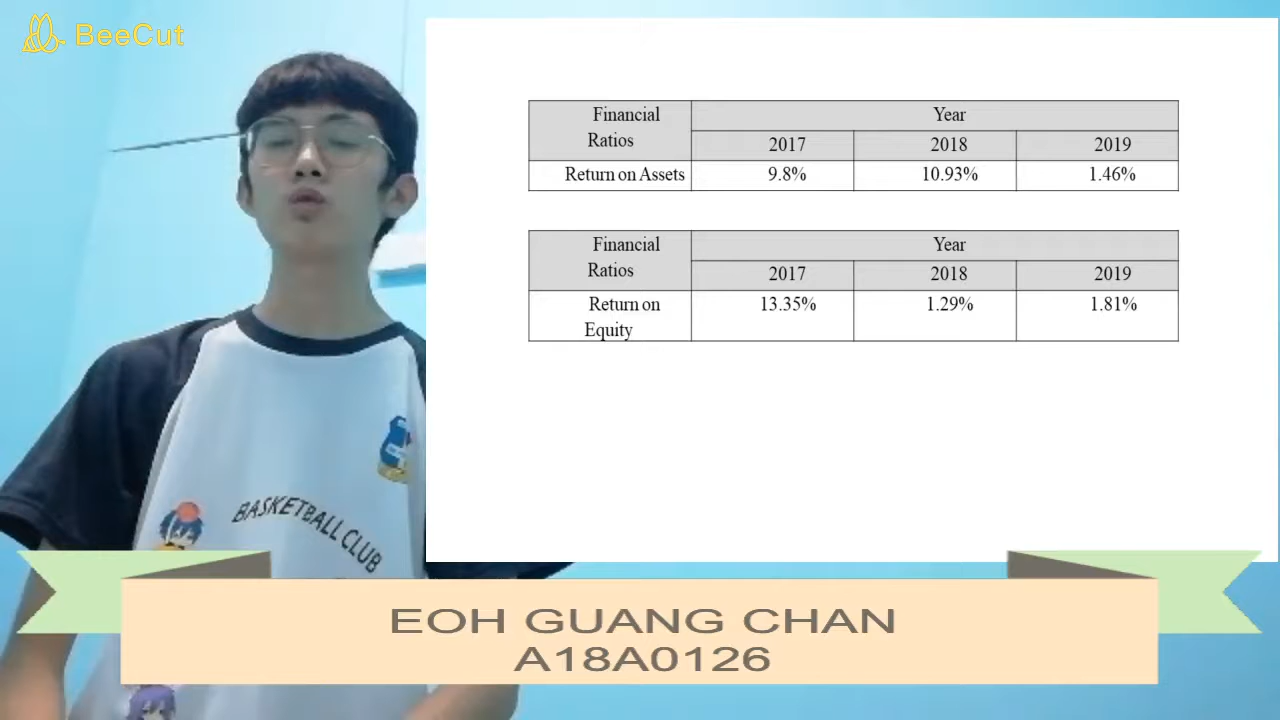 BeeCut
Financial Ratios Year
2017 2018 2019
Return on Assets 9.8% 10.93% 1.46%
Financial Ratios Year
2017 2018 2019
Return on Equity 13.35% 1.29% 1.81%
BASKETBALL CLUB
EOH GUANG CHAN
A18A0126